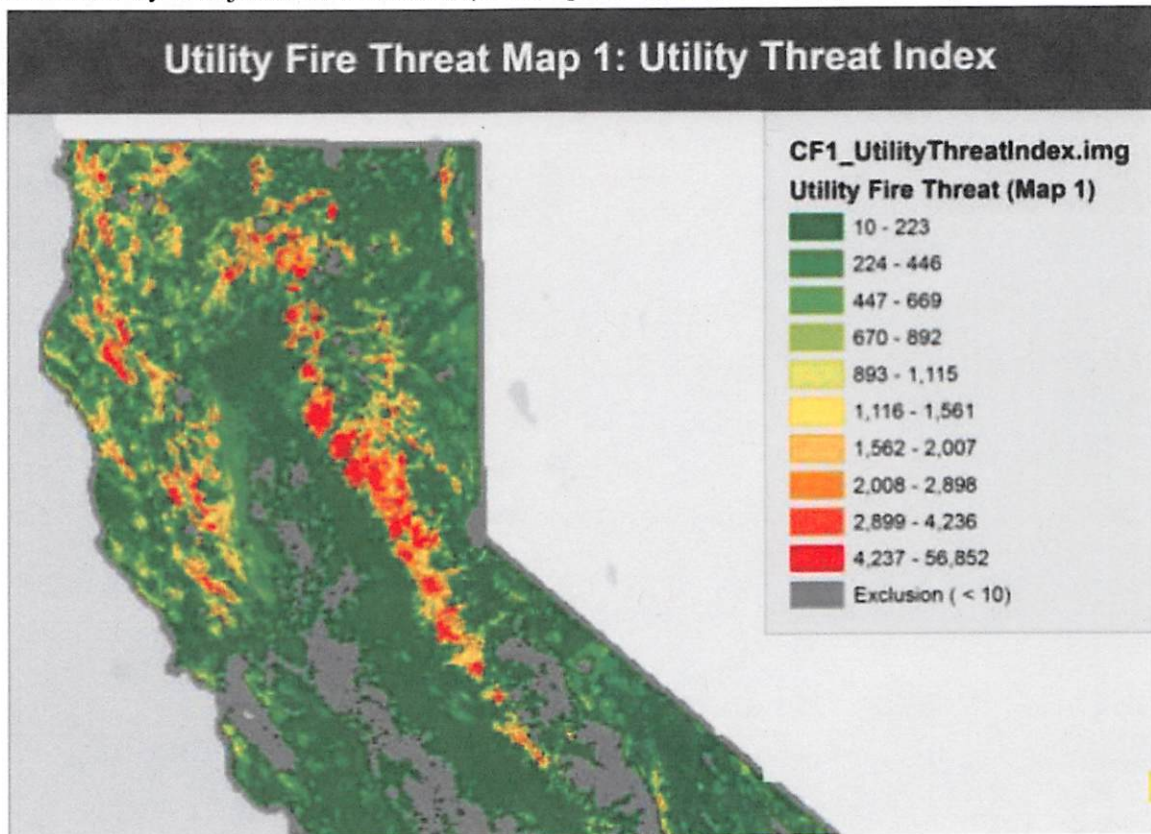 Utility Fire Threat Map 1: Utility Threat Index
CF1_UtilityThreatIndex.img
Utility Fire Threat (Map 1)
10 - 223
224 - 446
447 - 669
670 - 892
893 - 1,115
1,116 - 1,561
1,562 - 2,007
2,008 - 2,898
2,899 - 4,236
4,237 - 56,852
Exclusion ( < 10)